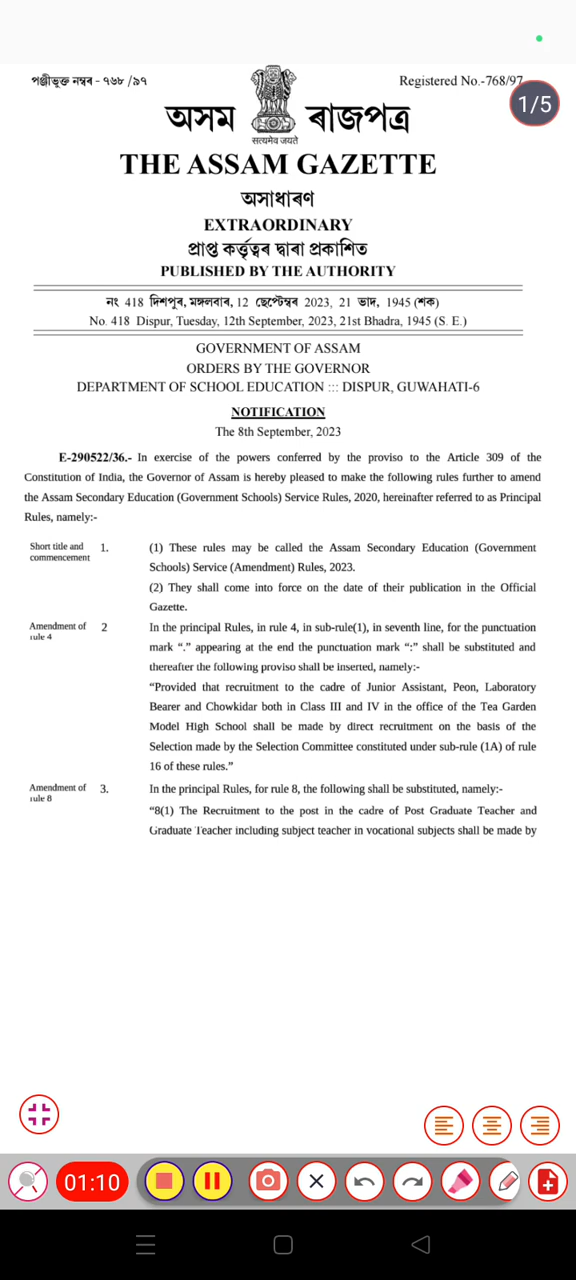 পঞ্জীভুক্ত নম্বৰ - ৭৬৮ /৯৭
Registered No.-768/97
1/5
অসম ৰাজপত্ৰ
सत्यमेव जयते
THE ASSAM GAZETTE
অসাধাৰণ
EXTRAORDINARY
প্ৰাপ্ত কৰ্ত্তৃত্বৰ দ্বাৰা প্ৰকাশিত
PUBLISHED BY THE AUTHORITY
নং 418 দিশপুৰ, মঙ্গলবাৰ, 12 ছেপ্টেম্বৰ 2023, 21 ভাদ, 1945 (শক)
No. 418 Dispur, Tuesday, 12th September, 2023, 21st Bhadra, 1945 (S. E.)
GOVERNMENT OF ASSAM
ORDERS BY THE GOVERNOR
DEPARTMENT OF SCHOOL EDUCATION ::: DISPUR, GUWAHATI-6
NOTIFICATION
The 8th September, 2023
E-290522/36.- In exercise of the powers conferred by the proviso to the Article 309 of the
Constitution of India, the Governor of Assam is hereby pleased to make the following rules further to amend
the Assam Secondary Education (Government Schools) Service Rules, 2020, hereinafter referred to as Principal
Rules, namely:-
Short title and
commencement
1. (1) These rules may be called the Assam Secondary Education (Government
Schools) Service (Amendment) Rules, 2023.
(2) They shall come into force on the date of their publication in the Official
Gazette.
Amendment of
rule 4
2 In the principal Rules, in rule 4, in sub-rule(1), in seventh line, for the punctuation
mark “.” appearing at the end the punctuation mark “:” shall be substituted and
thereafter the following proviso shall be inserted, namely:-
“Provided that recruitment to the cadre of Junior Assistant, Peon, Laboratory
Bearer and Chowkidar both in Class III and IV in the office of the Tea Garden
Model High School shall be made by direct recruitment on the basis of the
Selection made by the Selection Committee constituted under sub-rule (1A) of rule
16 of these rules.”
Amendment of
rule 8
3. In the principal Rules, for rule 8, the following shall be substituted, namely:-
“8(1) The Recruitment to the post in the cadre of Post Graduate Teacher and
Graduate Teacher including subject teacher in vocational subjects shall be made by
01:10